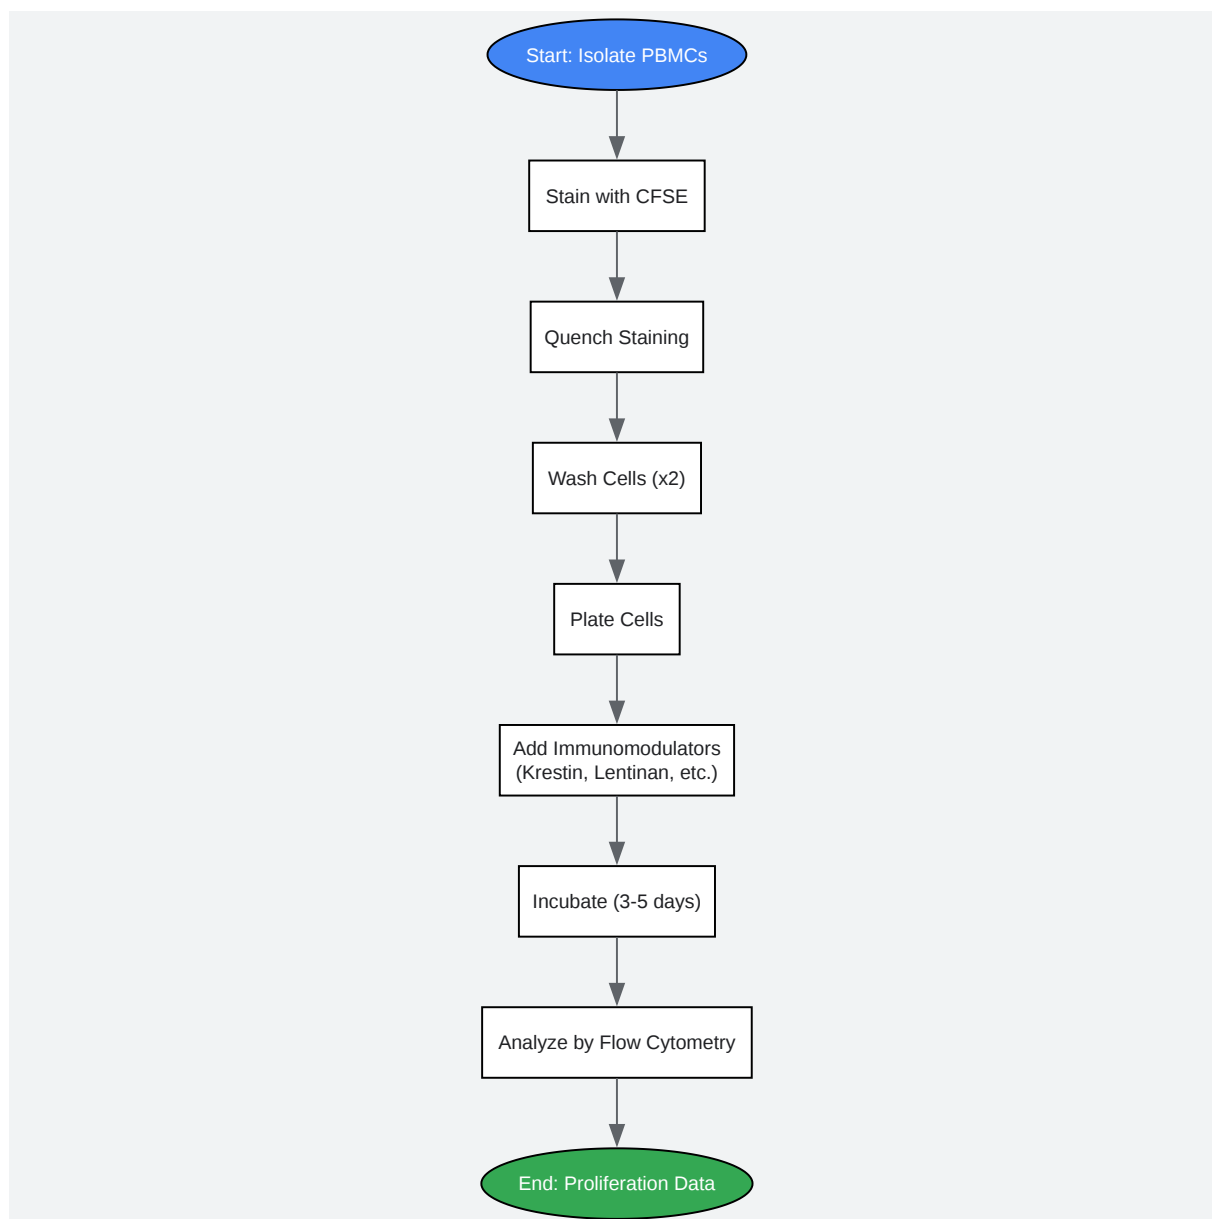 Start: Isolate PBMCs
Stain with CFSE
Quench Staining
Wash Cells (x2)
Plate Cells
Add Immunomodulators
(Krestin, Lentinan, etc.)
Incubate (3-5 days)
Analyze by Flow Cytometry
End: Proliferation Data